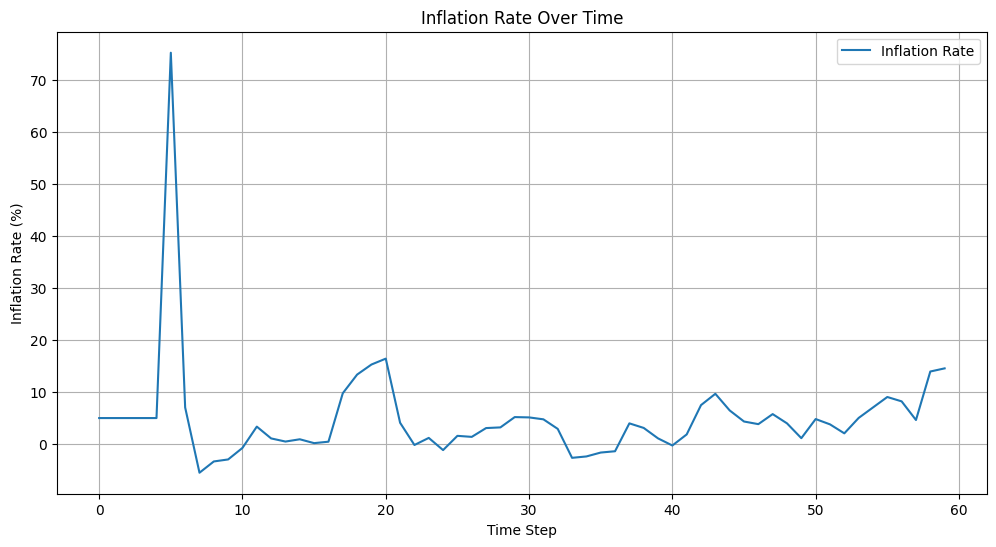 Inflation Rate Over Time
Inflation Rate
Inflation Rate (%)
70
60
50
40
30
20
10
0
0 10 20 30 40 50 60
Time Step